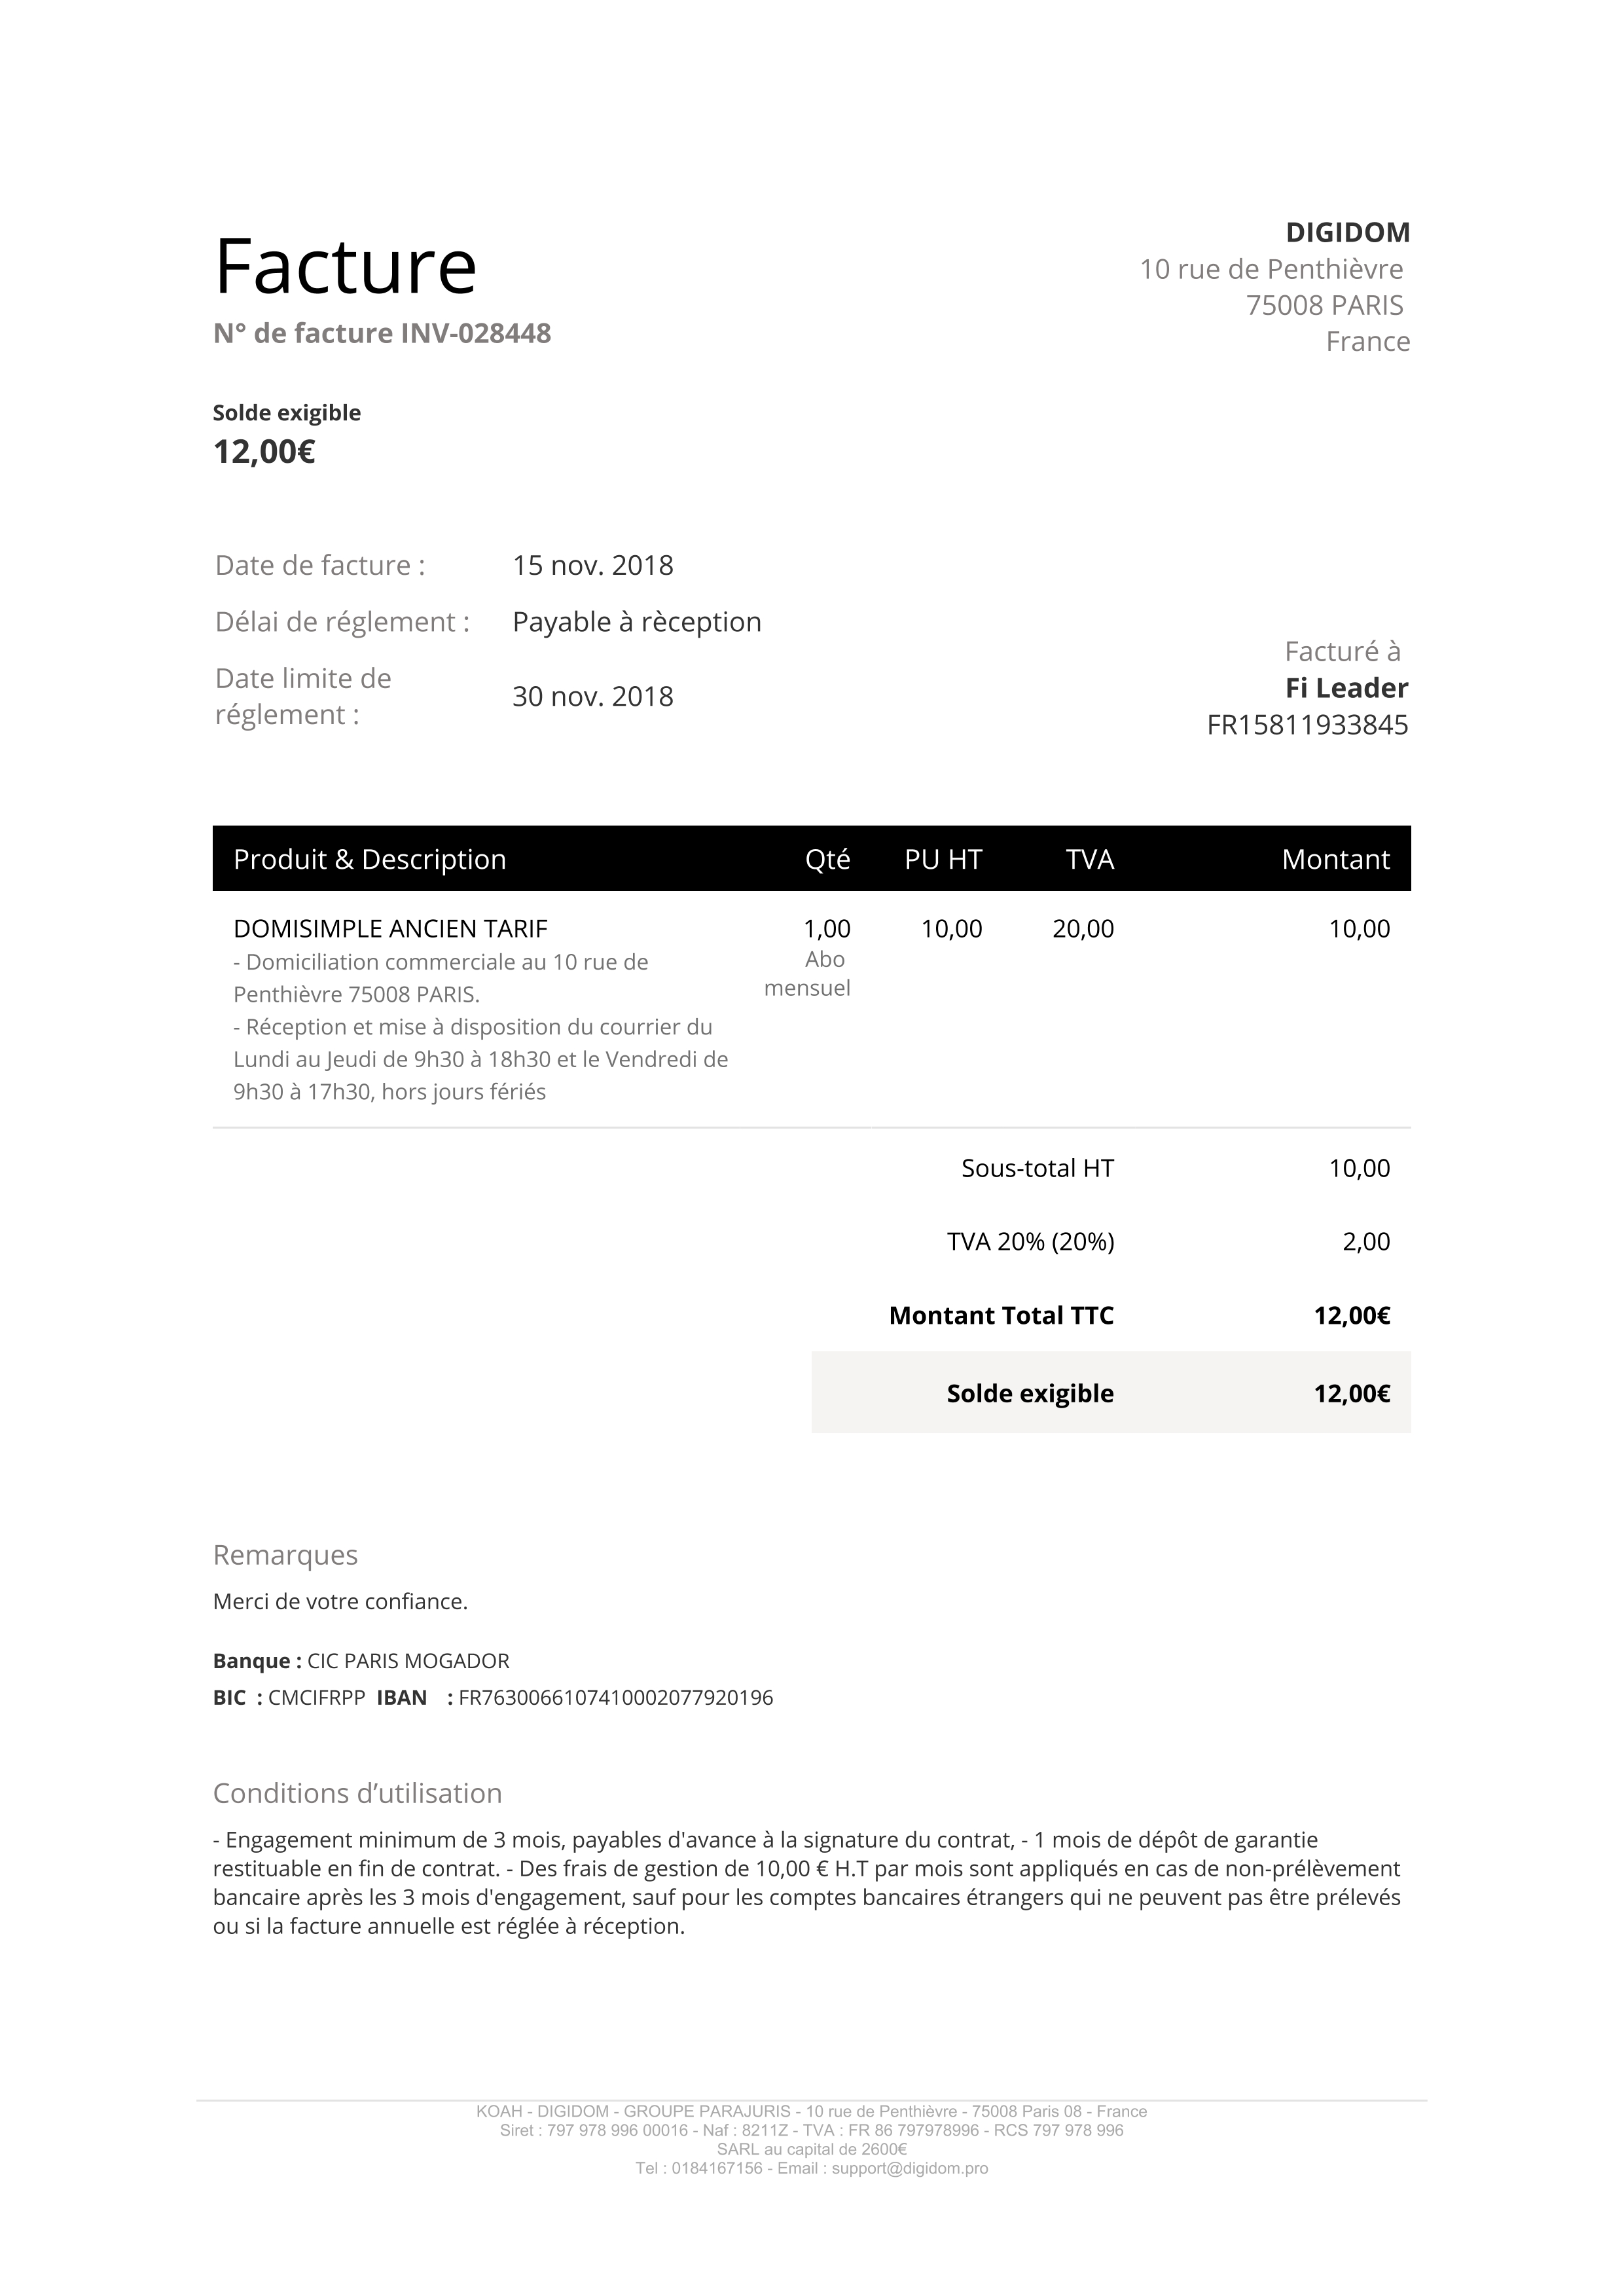 Facture
N° de facture INV-028448
DIGIDOM
10 rue de Penthièvre
75008 PARIS
France
Solde exigible
12,00€
Date de facture : 15 nov. 2018
Délai de réglement : Payable à rèception
Date limite de
réglement : 30 nov. 2018
Facturé à
Fi Leader
FR15811933845
Produit & Description Qté PU HT TVA Montant
DOMISIMPLE ANCIEN TARIF 1,00 10,00 20,00 10,00
- Domiciliation commerciale au 10 rue de Abo
Penthièvre 75008 PARIS. mensuel
- Réception et mise à disposition du courrier du
Lundi au Jeudi de 9h30 à 18h30 et le Vendredi de
9h30 à 17h30, hors jours fériés
Sous-total HT 10,00
TVA 20% (20%) 2,00
Montant Total TTC 12,00€
Solde exigible 12,00€
Remarques
Merci de votre confiance.
Banque : CIC PARIS MOGADOR
BIC : CMCIFRPP IBAN : FR7630066107410002077920196
Conditions d’utilisation
- Engagement minimum de 3 mois, payables d'avance à la signature du contrat, - 1 mois de dépôt de garantie
restituable en fin de contrat. - Des frais de gestion de 10,00 € H.T par mois sont appliqués en cas de non-prélèvement
bancaire après les 3 mois d'engagement, sauf pour les comptes bancaires étrangers qui ne peuvent pas être prélevés
ou si la facture annuelle est réglée à réception.
KOAH - DIGIDOM - GROUPE PARAJURIS - 10 rue de Penthièvre - 75008 Paris 08 - France
Siret : 797 978 996 00016 - Naf : 8211Z - TVA : FR 86 797978996 - RCS 797 978 996
SARL au capital de 2600€
Tel : 0184167156 - Email : support@digidom.pro